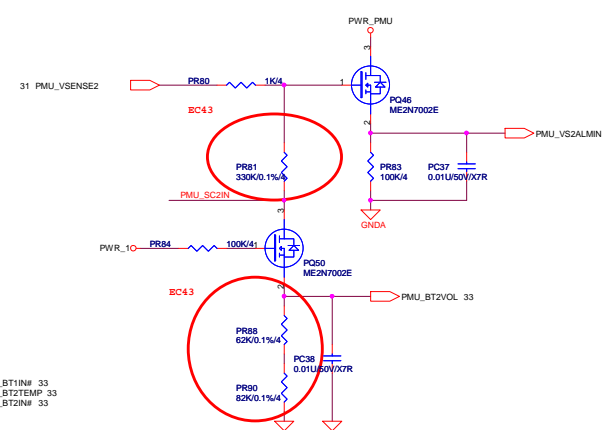 PWR_PMU
3
31 PMU_VSENSE2
PR80
1K/4
1
PQ46
ME2N7002E
EC43
2
PMU_VS2ALMIN
PR81
330K/0.1%/4
PR83
100K/4
PC37
0.01U/50V/X7R
PMU_SC2IN
GNDA
3
PWR_1
PR84
100K/4
1
PQ50
ME2N7002E
EC43
2
PMU_BT2VOL 33
PR88
62K/0.1%/4
PC38
0.01U/50V/X7R
PR90
82K/0.1%/4
_BT1IN# 33
_BT2TEMP 33
_BT2IN# 33